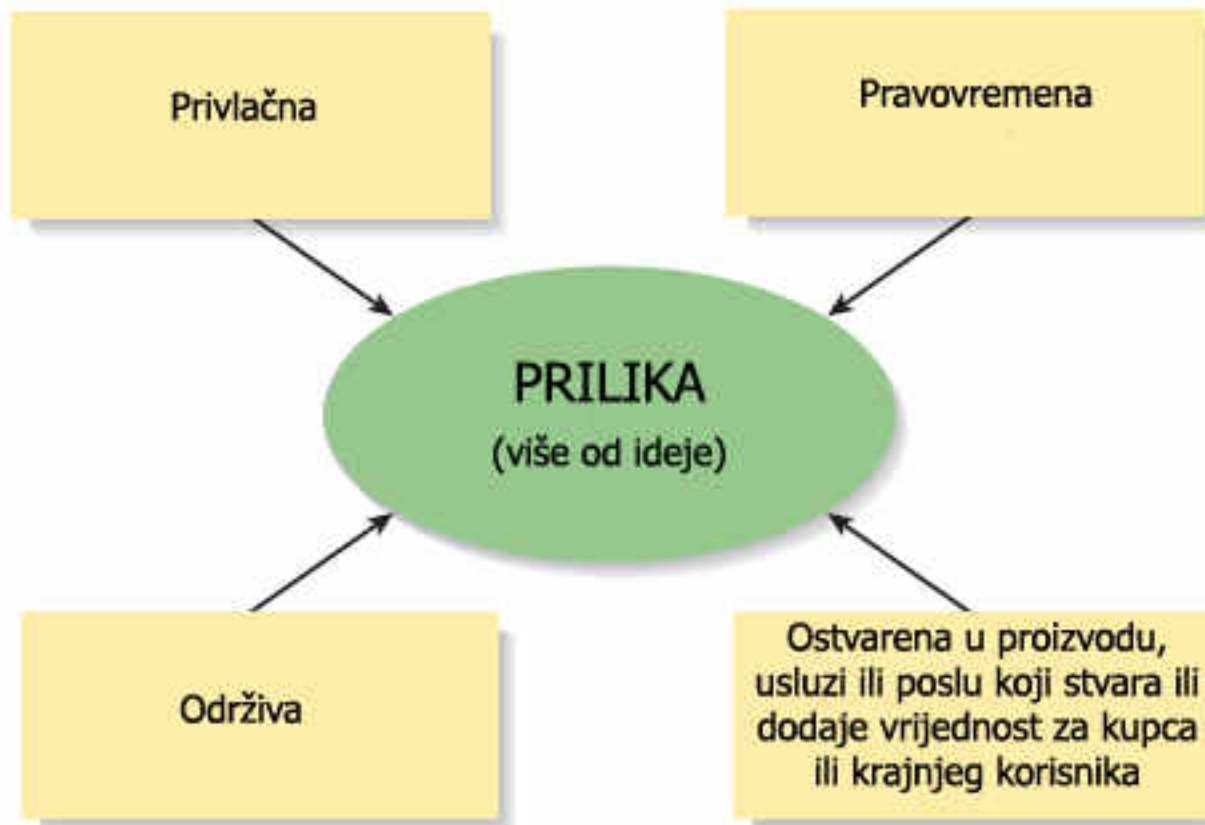 Privlačna
Pravovremena
PRILIKA
(više od ideje)
Održiva
Ostvarena u proizvodu,
usluzi ili poslu koji stvara ili
dodaje vrijednost za kupca
ili krajnjeg korisnika